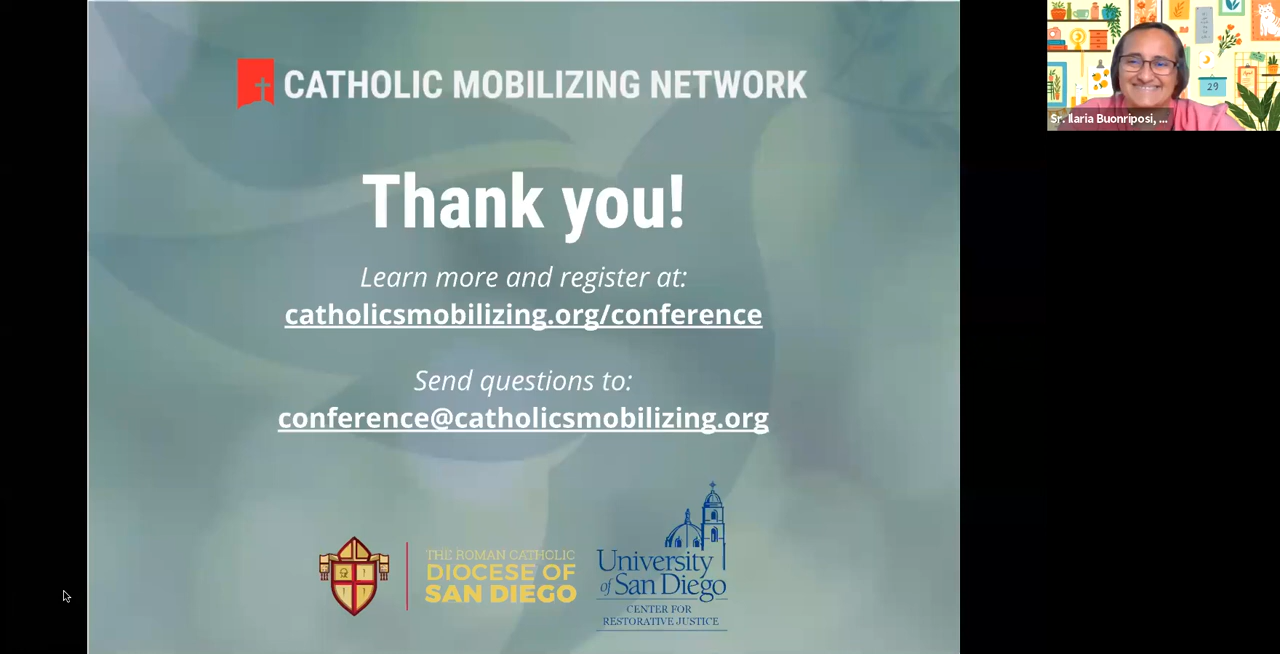 CATHOLIC MOBILIZING NETWORK
Thank you!
Learn more and register at:
catholicsmobilizing.org/conference
Send questions to:
conference@catholicsmobilizing.org
THE ROMAN CATHOLIC
DIOCESE OF
SAN DIEGO
University
of San Diego
CENTER FOR
RESTORATIVE JUSTICE
29
Sr. Ilaria Buonriposi, ...